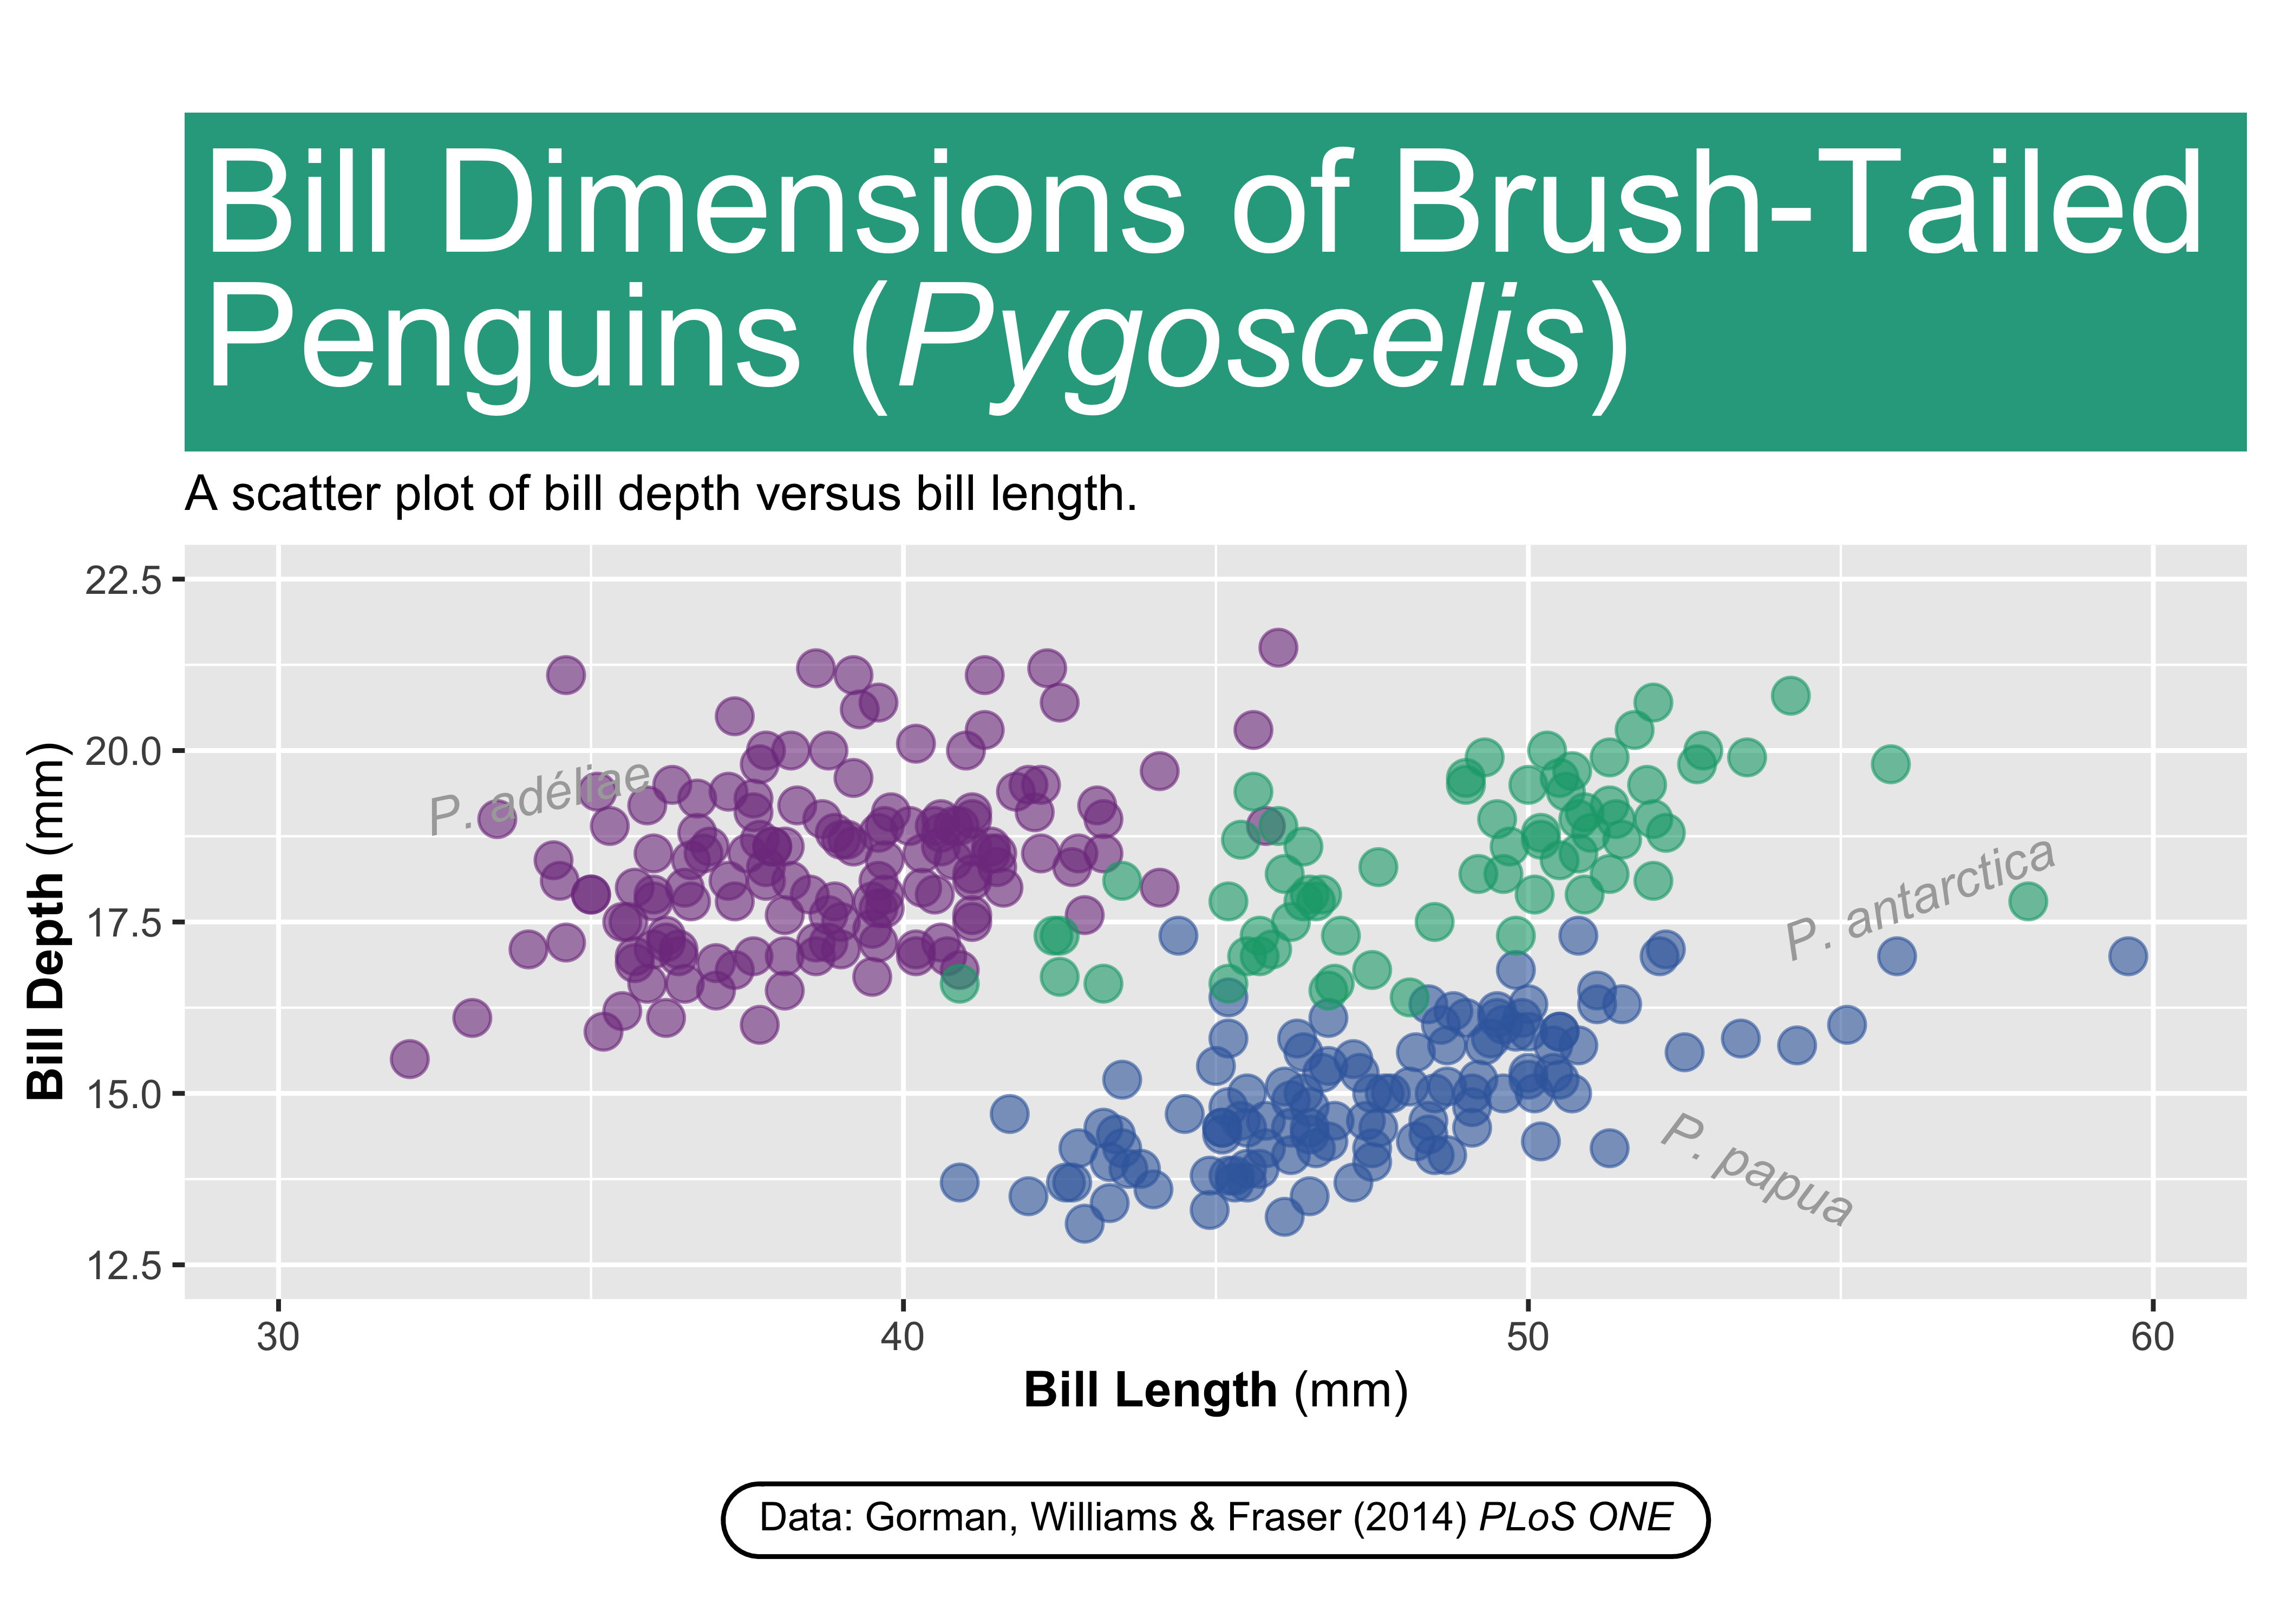 Bill Dimensions of Brush-Tailed
Penguins (Pygoscelis)
A scatter plot of bill depth versus bill length.
Bill Depth (mm)
22.5
20.0
17.5
15.0
12.5
P. adéliae
P. antarctica
P. papua
30 40 50 60
Bill Length (mm)
Data: Gorman, Williams & Fraser (2014) PLoS ONE